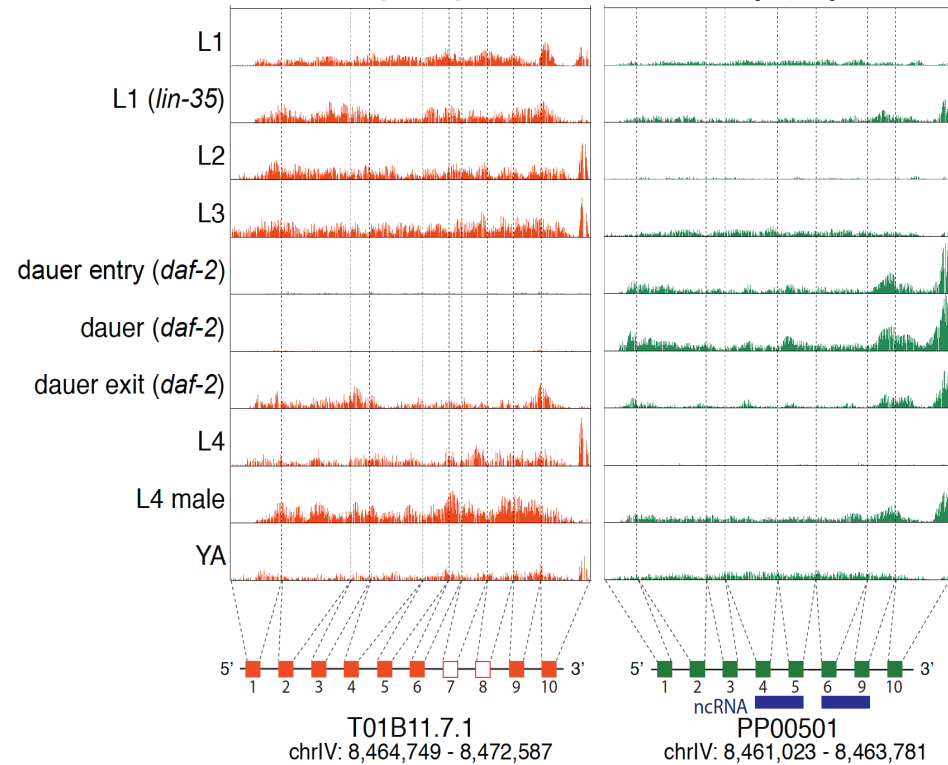 L1
L1 (lin-35)
L2
L3
dauer entry (daf-2)
dauer (daf-2)
dauer exit (daf-2)
L4
L4 male
YA
5’ 3’ 5’ 3’
1 2 3 4 5 6 7 8 9 10 1 2 3 4 5 6 9 10
ncRNA
T01B11.7.1 PP00501
chrIV: 8,464,749 - 8,472,587 chrIV: 8,461,023 - 8,463,781